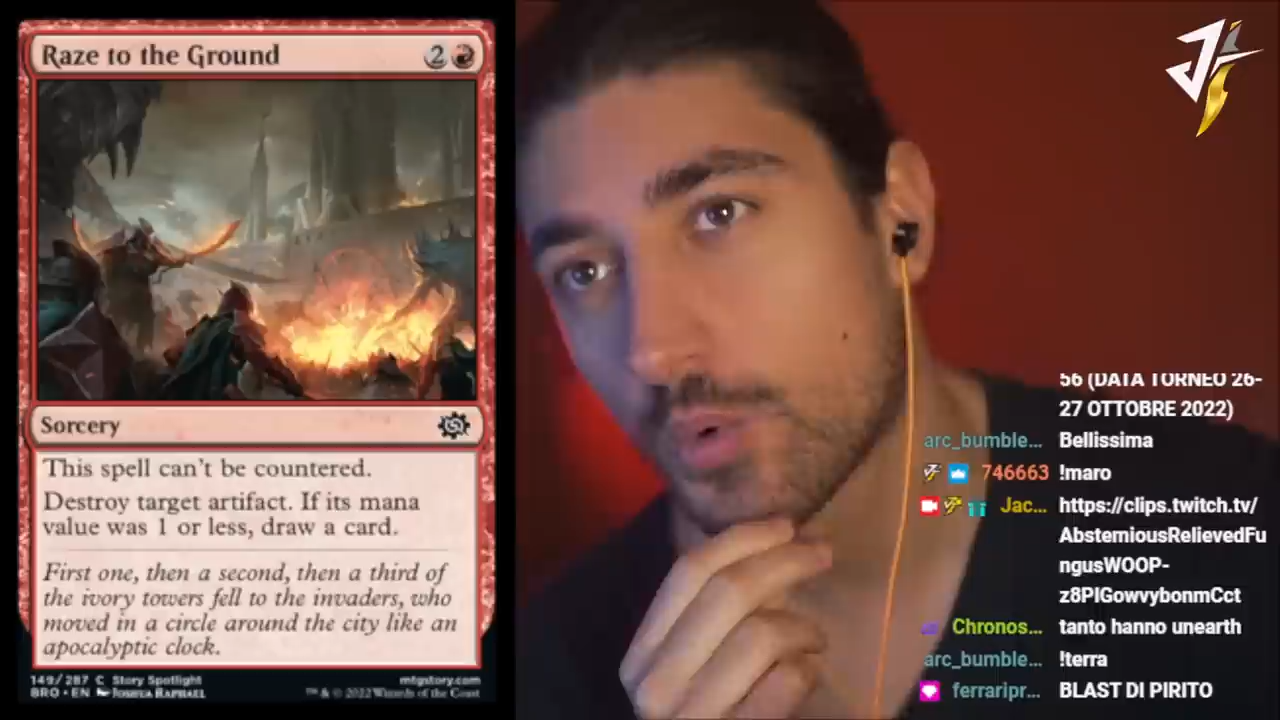 Raze to the Ground
2
Sorcery
This spell can't be countered.
Destroy target artifact. If its mana
value was 1 or less, draw a card.
First one, then a second, then a third of
the ivory towers fell to the invaders, who
moved in a circle around the city like an
apocalyptic clock.
149/287 C Story Spotlight
mtgstory.com
BRO • EN Joshua Raphael
™ & © 2022 Wizards of the Coast
56 (DATA TORNEO 26-
27 OTTOBRE 2022)
arc_bumble... Bellissima
746663 !maro
Jac... https://clips.twitch.tv/
AbstemiousRelievedFu
ngusWOOP-
z8PIGowvybonmCct
Chronos... tanto hanno unearth
arc_bumble... !terra
ferraripr... BLAST DI PIRITO